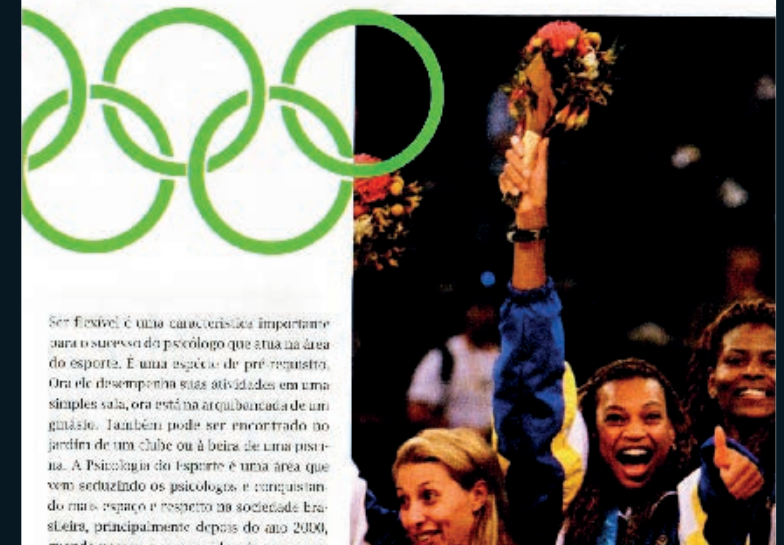 Ser flexível é uma característica importante
para o sucesso do psicólogo que atua na área
do esporte. É uma espécie de pré-requisito.
Ora ele desempenha suas atividades em uma
simples sala, ora está na arquibancada de um
ginásio. Também pode ser encontrado no
jardim de um clube ou à beira de uma pisci-
na. A Psicologia do Esporte é uma área que
vem seduzindo os psicólogos e conquistan-
do mais espaço e respeito na sociedade bra-
sileira, principalmente depois do ano 2000,